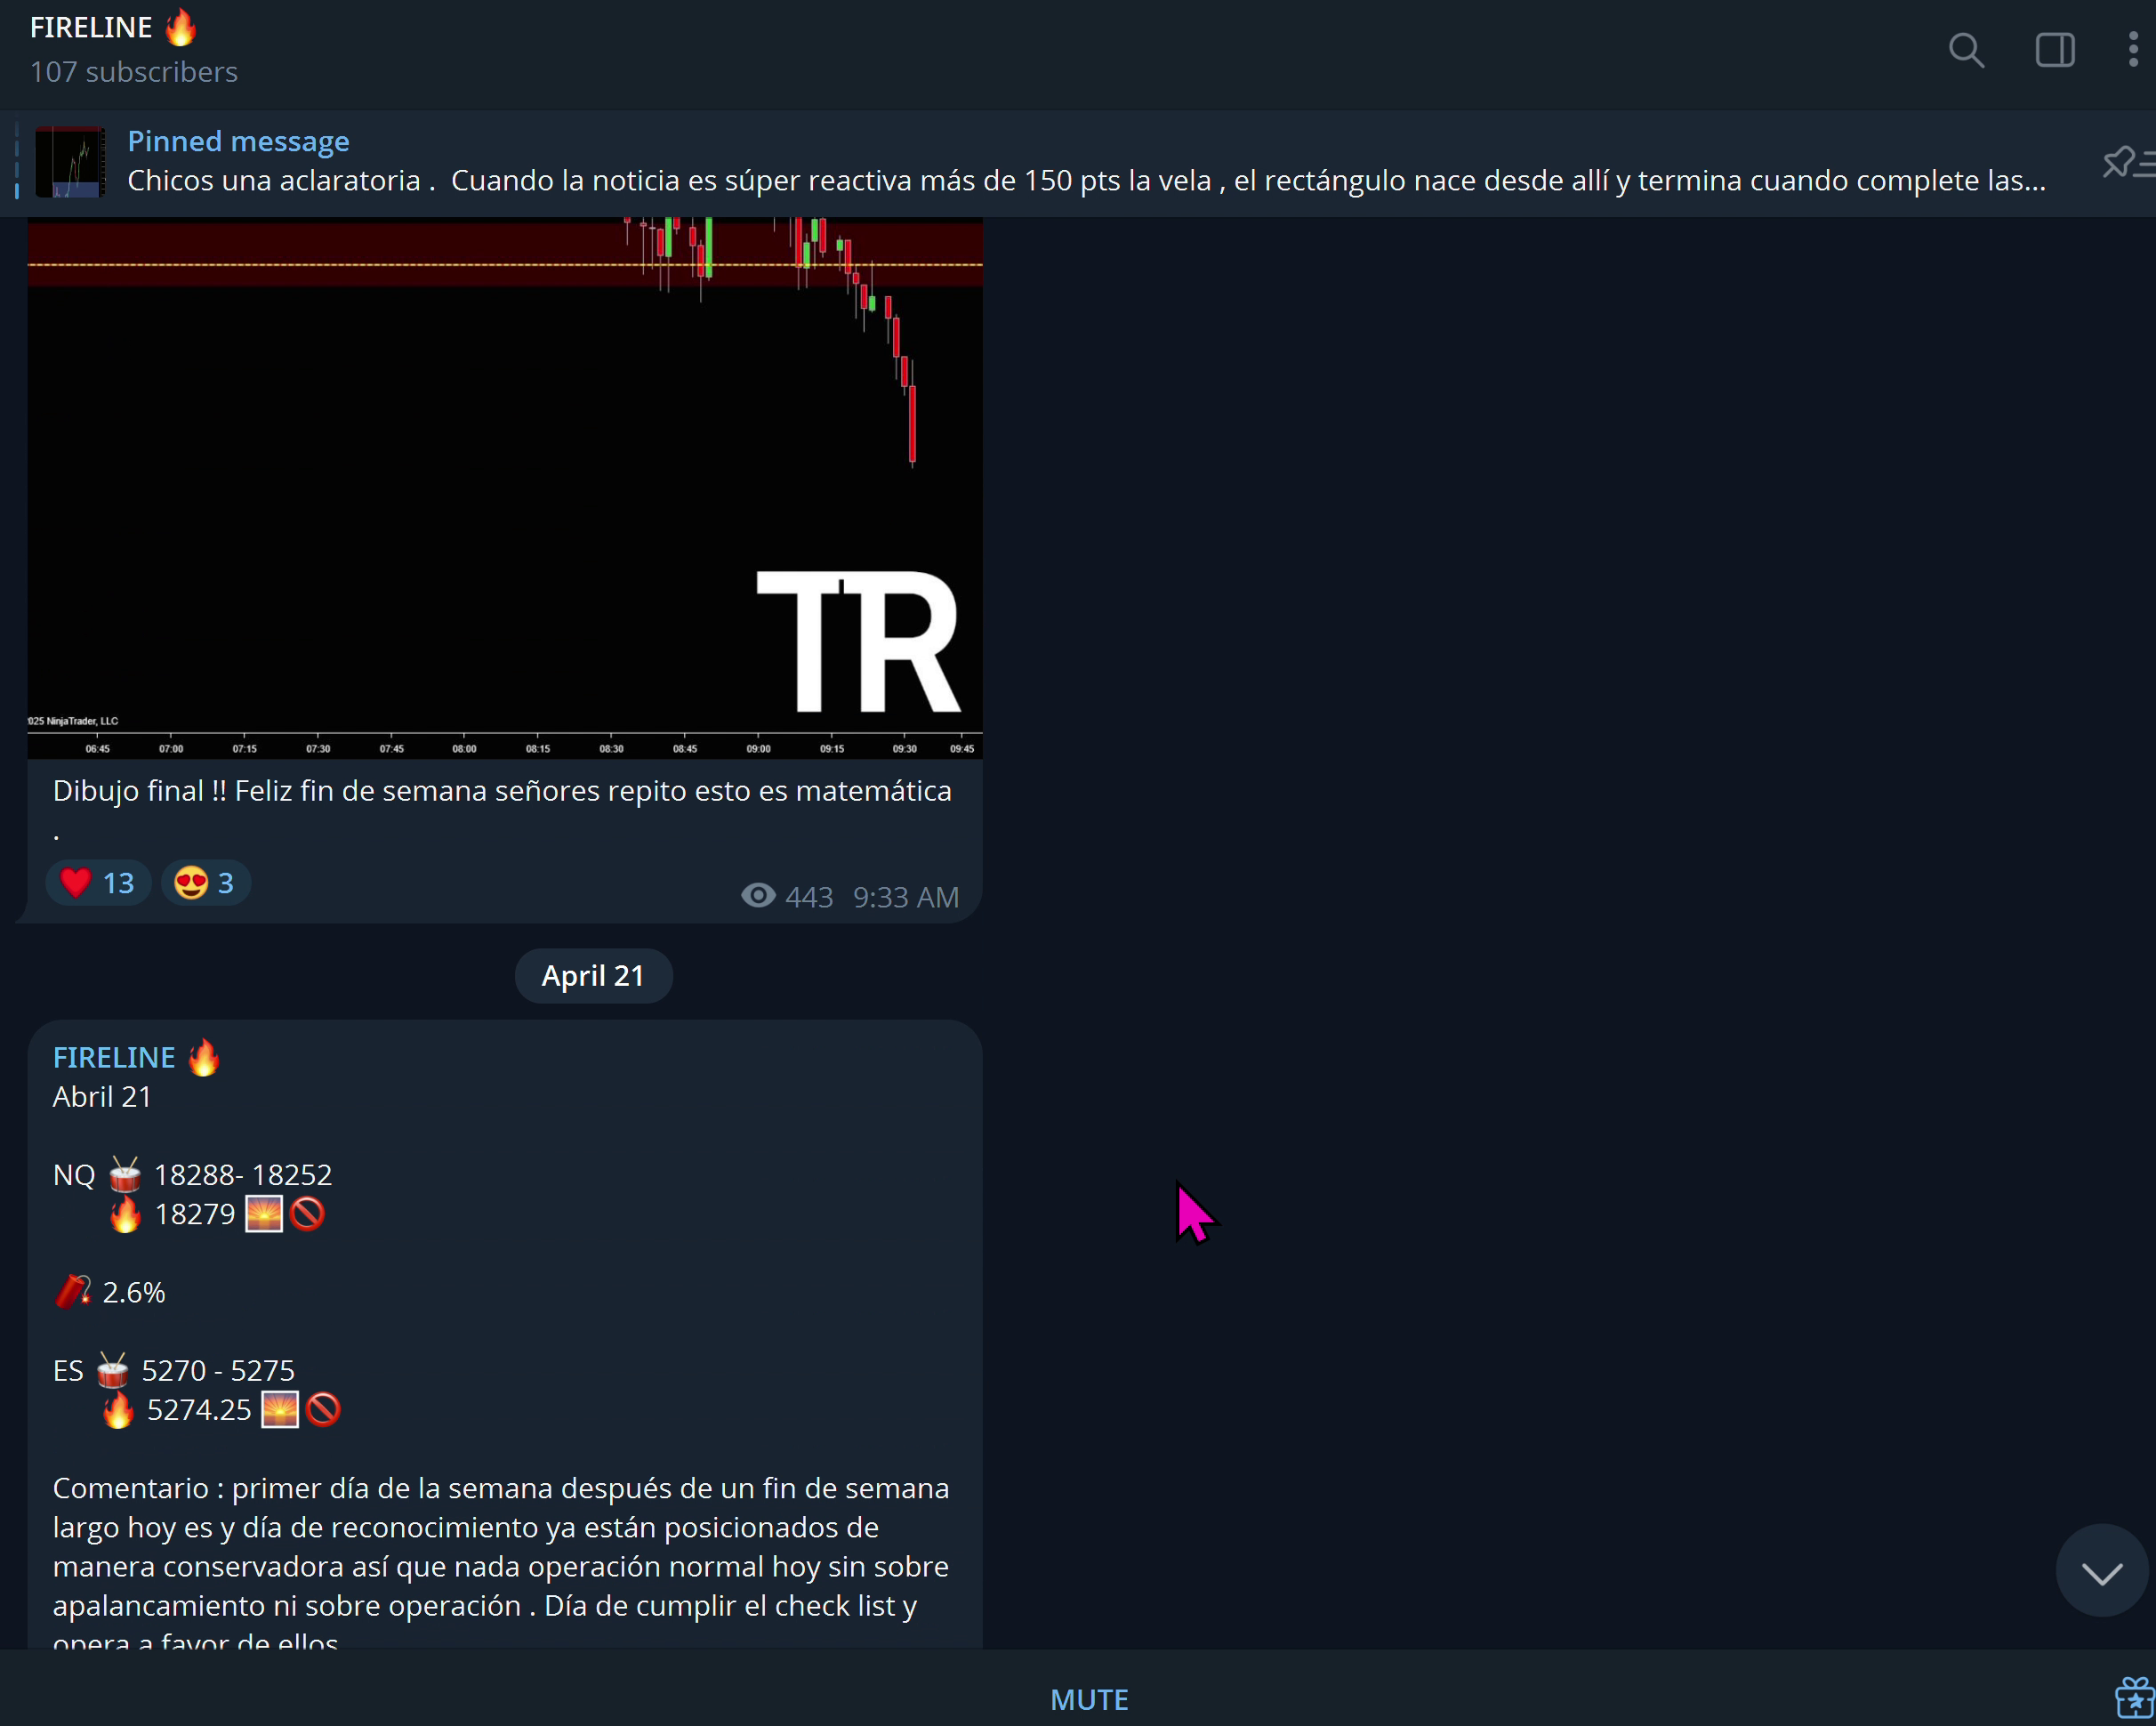 FIRELINE 🔥
107 subscribers
Pinned message
Chicos una aclaratoria .  Cuando la noticia es súper reactiva más de 150 pts la vela , el rectángulo nace desde allí y termina cuando complete las...
TR
025 NinjaTrader, LLC
06:45 07:00 07:15 07:30 07:45 08:00 08:15 08:30 08:45 09:00 09:15 09:30 09:45
Dibujo final !! Feliz fin de semana señores repito esto es matemática
.
❤️ 13 😍 3
443 9:33 AM
April 21
FIRELINE 🔥
Abril 21
NQ 🥁 18288- 18252
🔥 18279 🌅🚫
🧨 2.6%
ES 🥁 5270 - 5275
🔥 5274.25 🌅🚫
Comentario : primer día de la semana después de un fin de semana
largo hoy es y día de reconocimiento ya están posicionados de
manera conservadora así que nada operación normal hoy sin sobre
apalancamiento ni sobre operación . Día de cumplir el check list y
opera a favor de ellos
MUTE